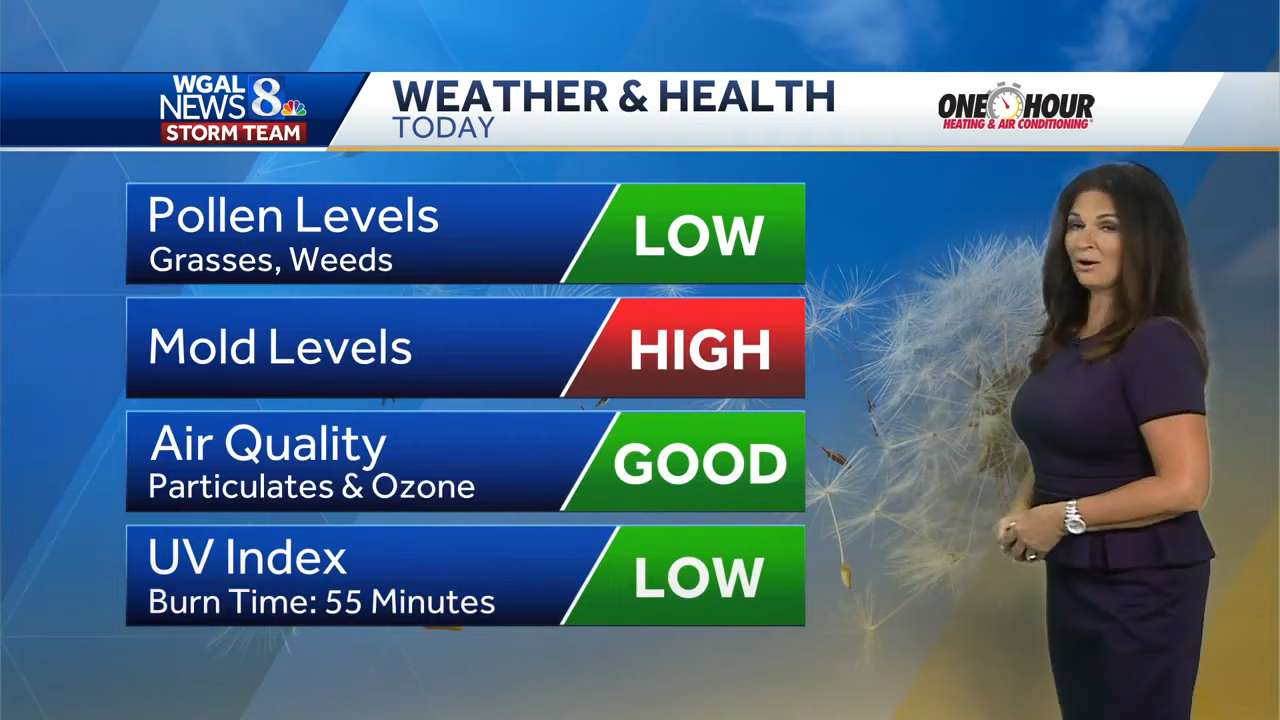 WGAL
NEWS 8
STORM TEAM
WEATHER & HEALTH
TODAY
ONE HOUR
HEATING & AIR CONDITIONING®
Pollen Levels
Grasses, Weeds
LOW
Mold Levels
HIGH
Air Quality
Particulates & Ozone
GOOD
UV Index
Burn Time: 55 Minutes
LOW